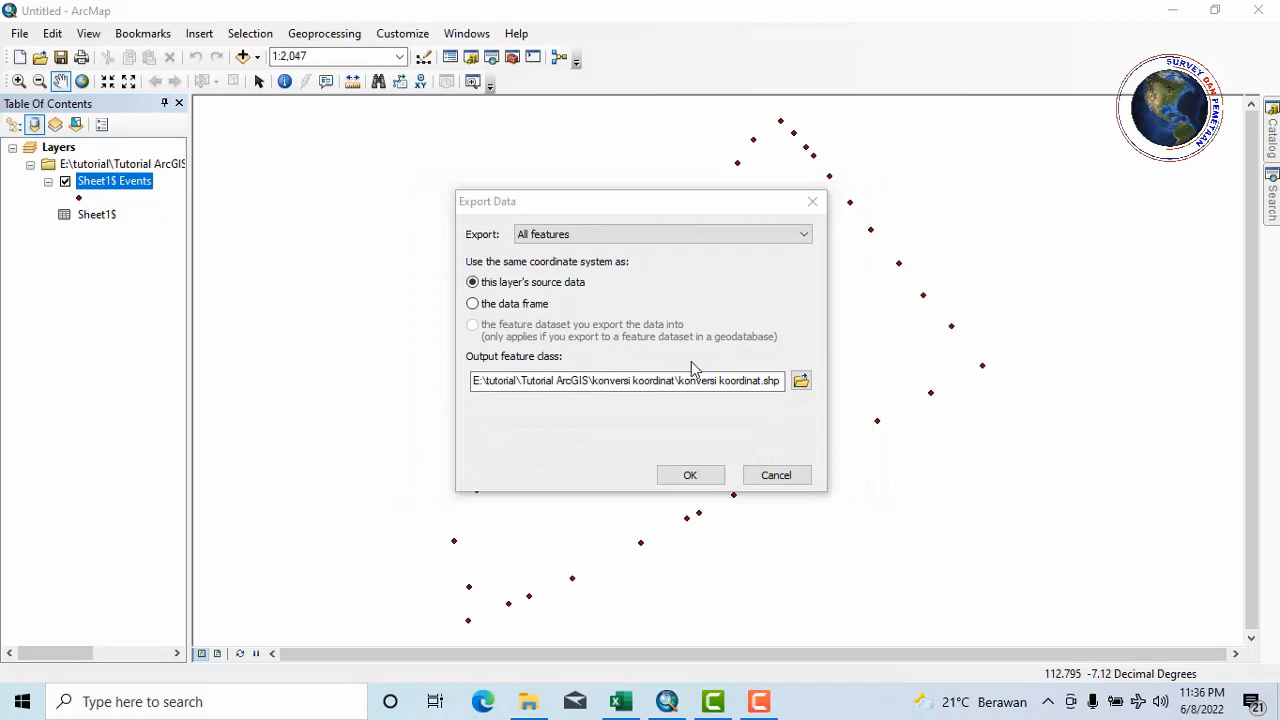 Untitled - ArcMap
File Edit View Bookmarks Insert Selection Geoprocessing Customize Windows Help
1:2,047
Table Of Contents
Layers
E:\tutorial\Tutorial ArcGIS
Sheet1$ Events
Sheet1$
Export Data
Export: All features
Use the same coordinate system as:
this layer's source data
the data frame
the feature dataset you export the data into
(only applies if you export to a feature dataset in a geodatabase)
Output feature class:
E:\tutorial\Tutorial ArcGIS\konversi koordinat\konversi koordinat.shp
OK Cancel
SURVEY DAN PEMETAAN
Catalog
Search
112.795 -7.12 Decimal Degrees
Type here to search
21°C Berawan
11:36 PM
6/8/2022
21